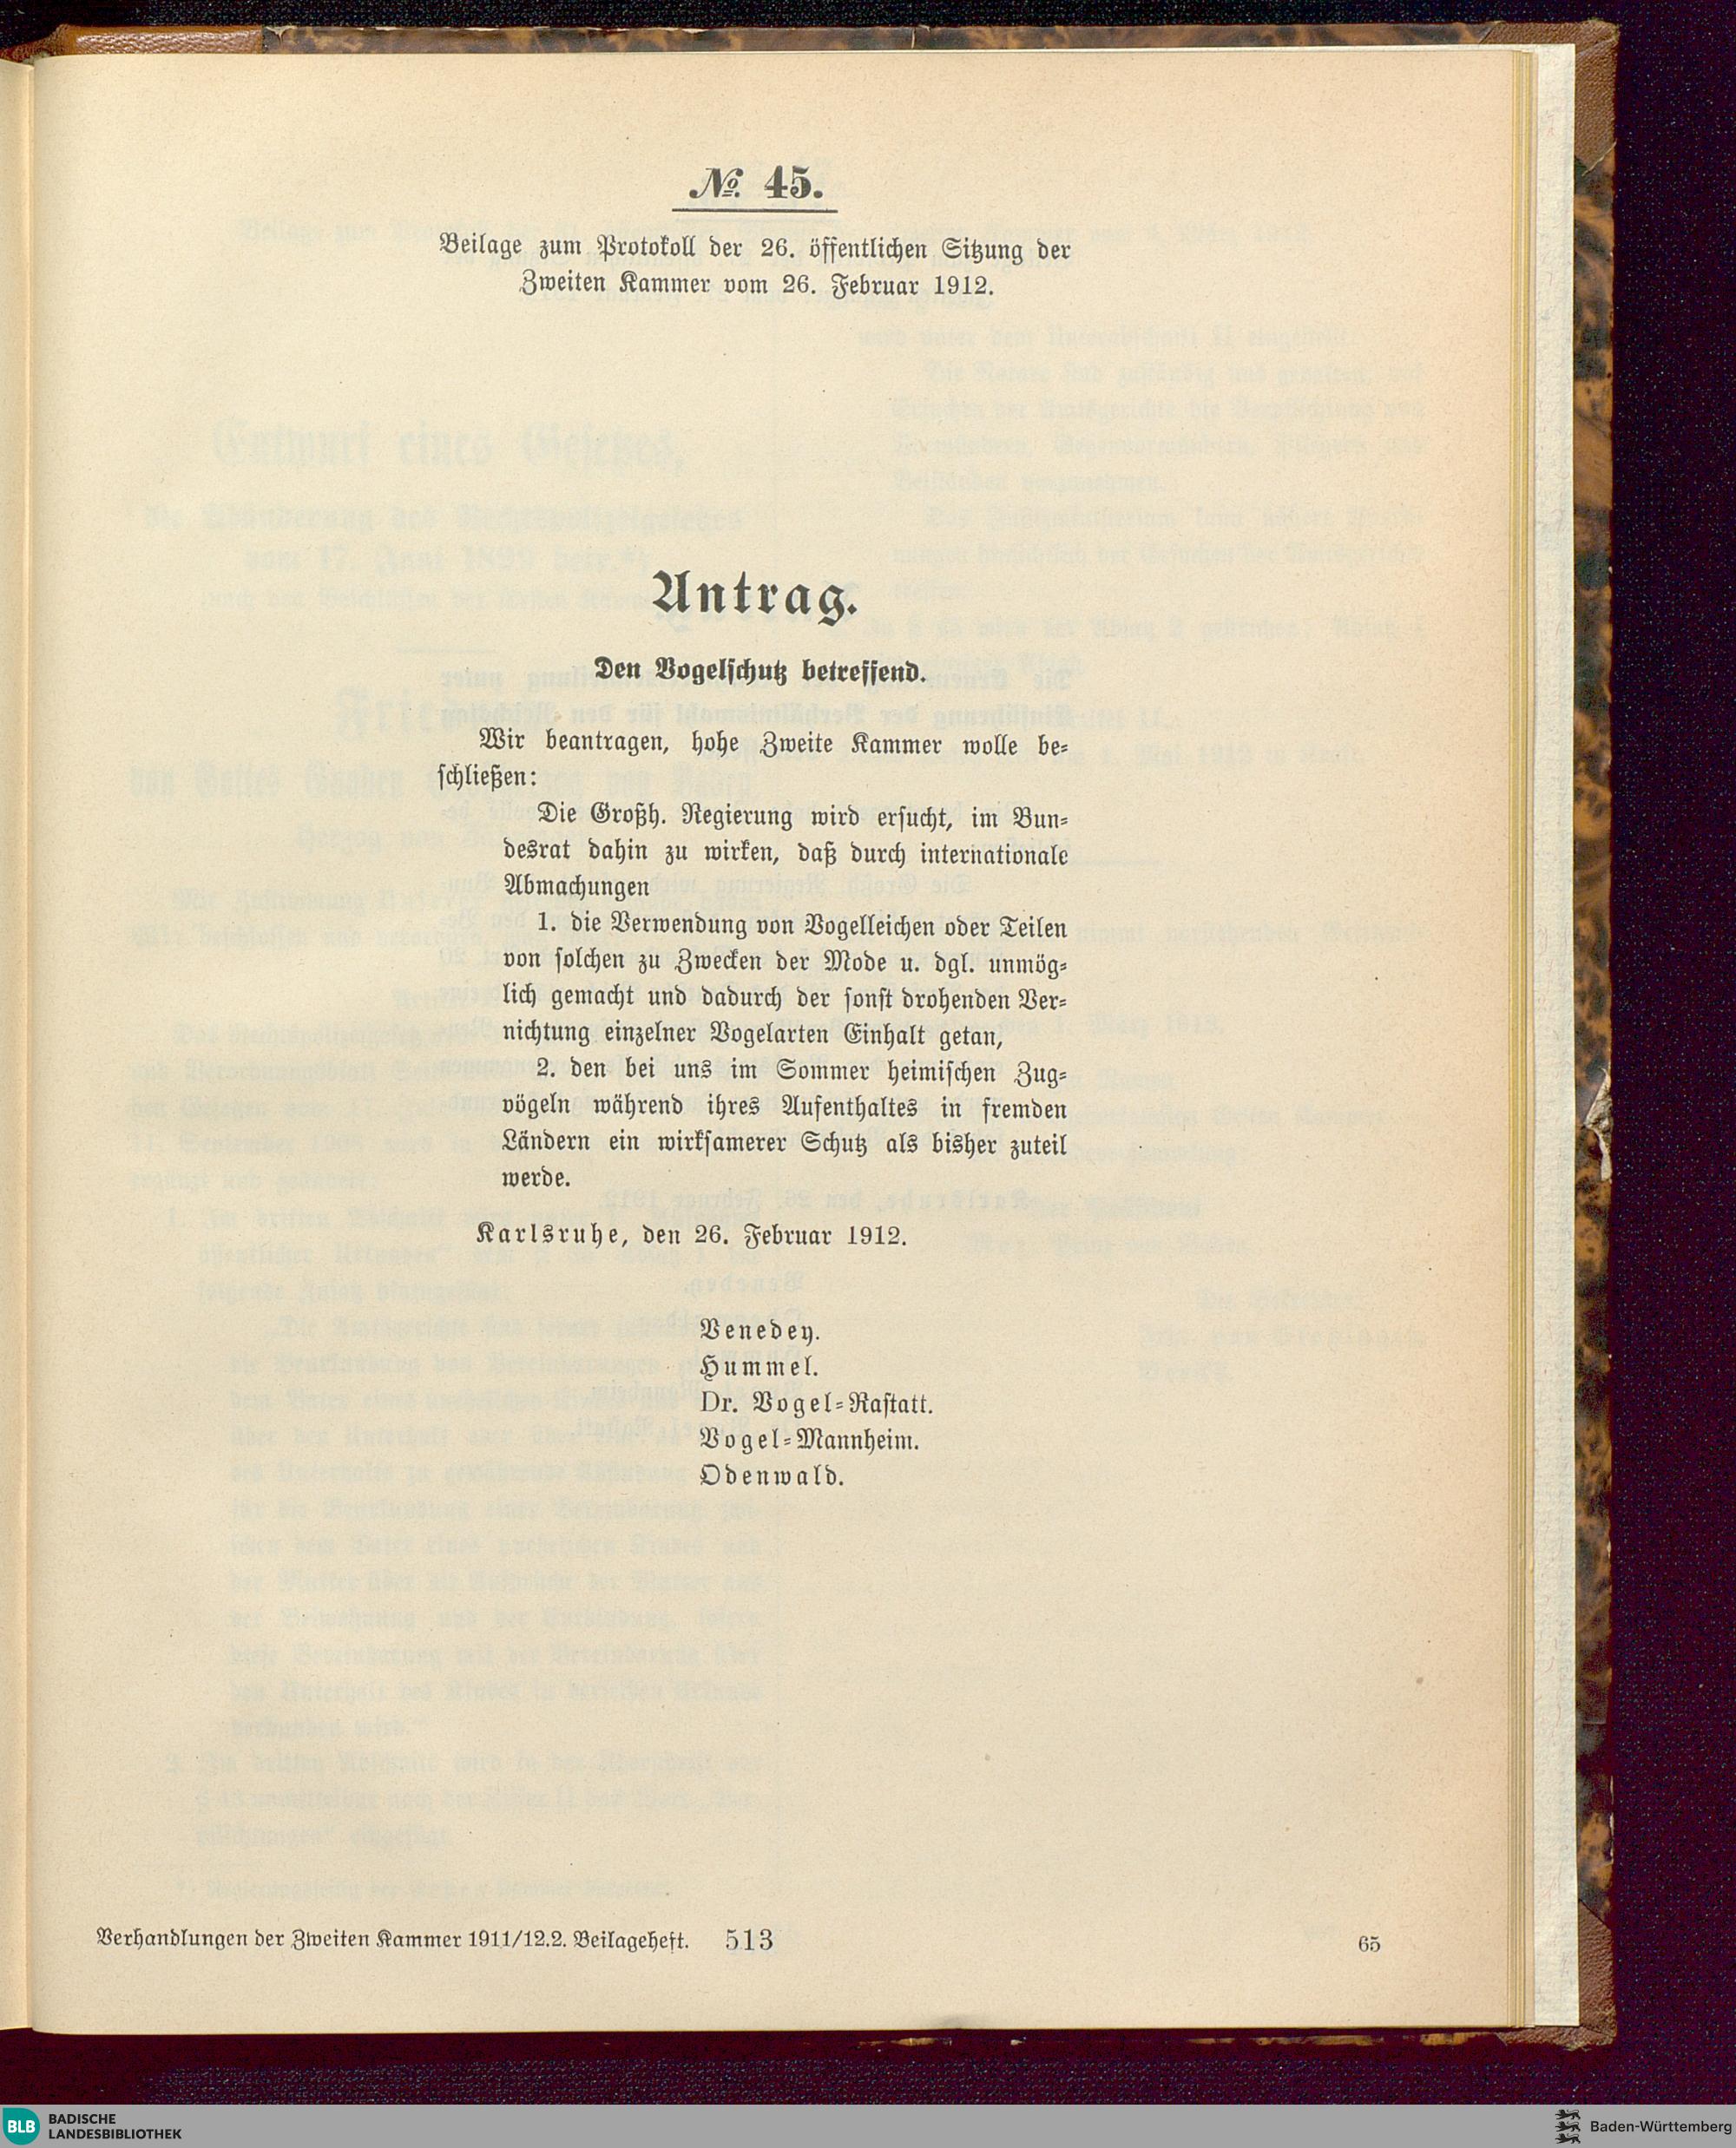 № 45.
Beilage zum Protokoll der 26. öffentlichen Sitzung der
Zweiten Kammer vom 26. Februar 1912.
Antrag.
Den Vogelschutz betreffend.
Wir beantragen, hohe Zweite Kammer wolle be-
schließen:
Die Großh. Regierung wird ersucht, im Bun-
desrat dahin zu wirken, daß durch internationale
Abmachungen
1. die Verwendung von Vogelleichen oder Teilen
von solchen zu Zwecken der Mode u. dgl. unmög-
lich gemacht und dadurch der sonst drohenden Ver-
nichtung einzelner Vogelarten Einhalt getan,
2. den bei uns im Sommer heimischen Zug-
vögeln während ihres Aufenthaltes in fremden
Ländern ein wirksamerer Schutz als bisher zuteil
werde.
Karlsruhe, den 26. Februar 1912.
Venedey.
Hummel.
Dr. Vogel-Rastatt.
Vogel-Mannheim.
Odenwald.
Verhandlungen der Zweiten Kammer 1911/12. 2. Beilageheft. 513 65
BLB BADISCHE
LANDESBIBLIOTHEK
Baden-Württemberg